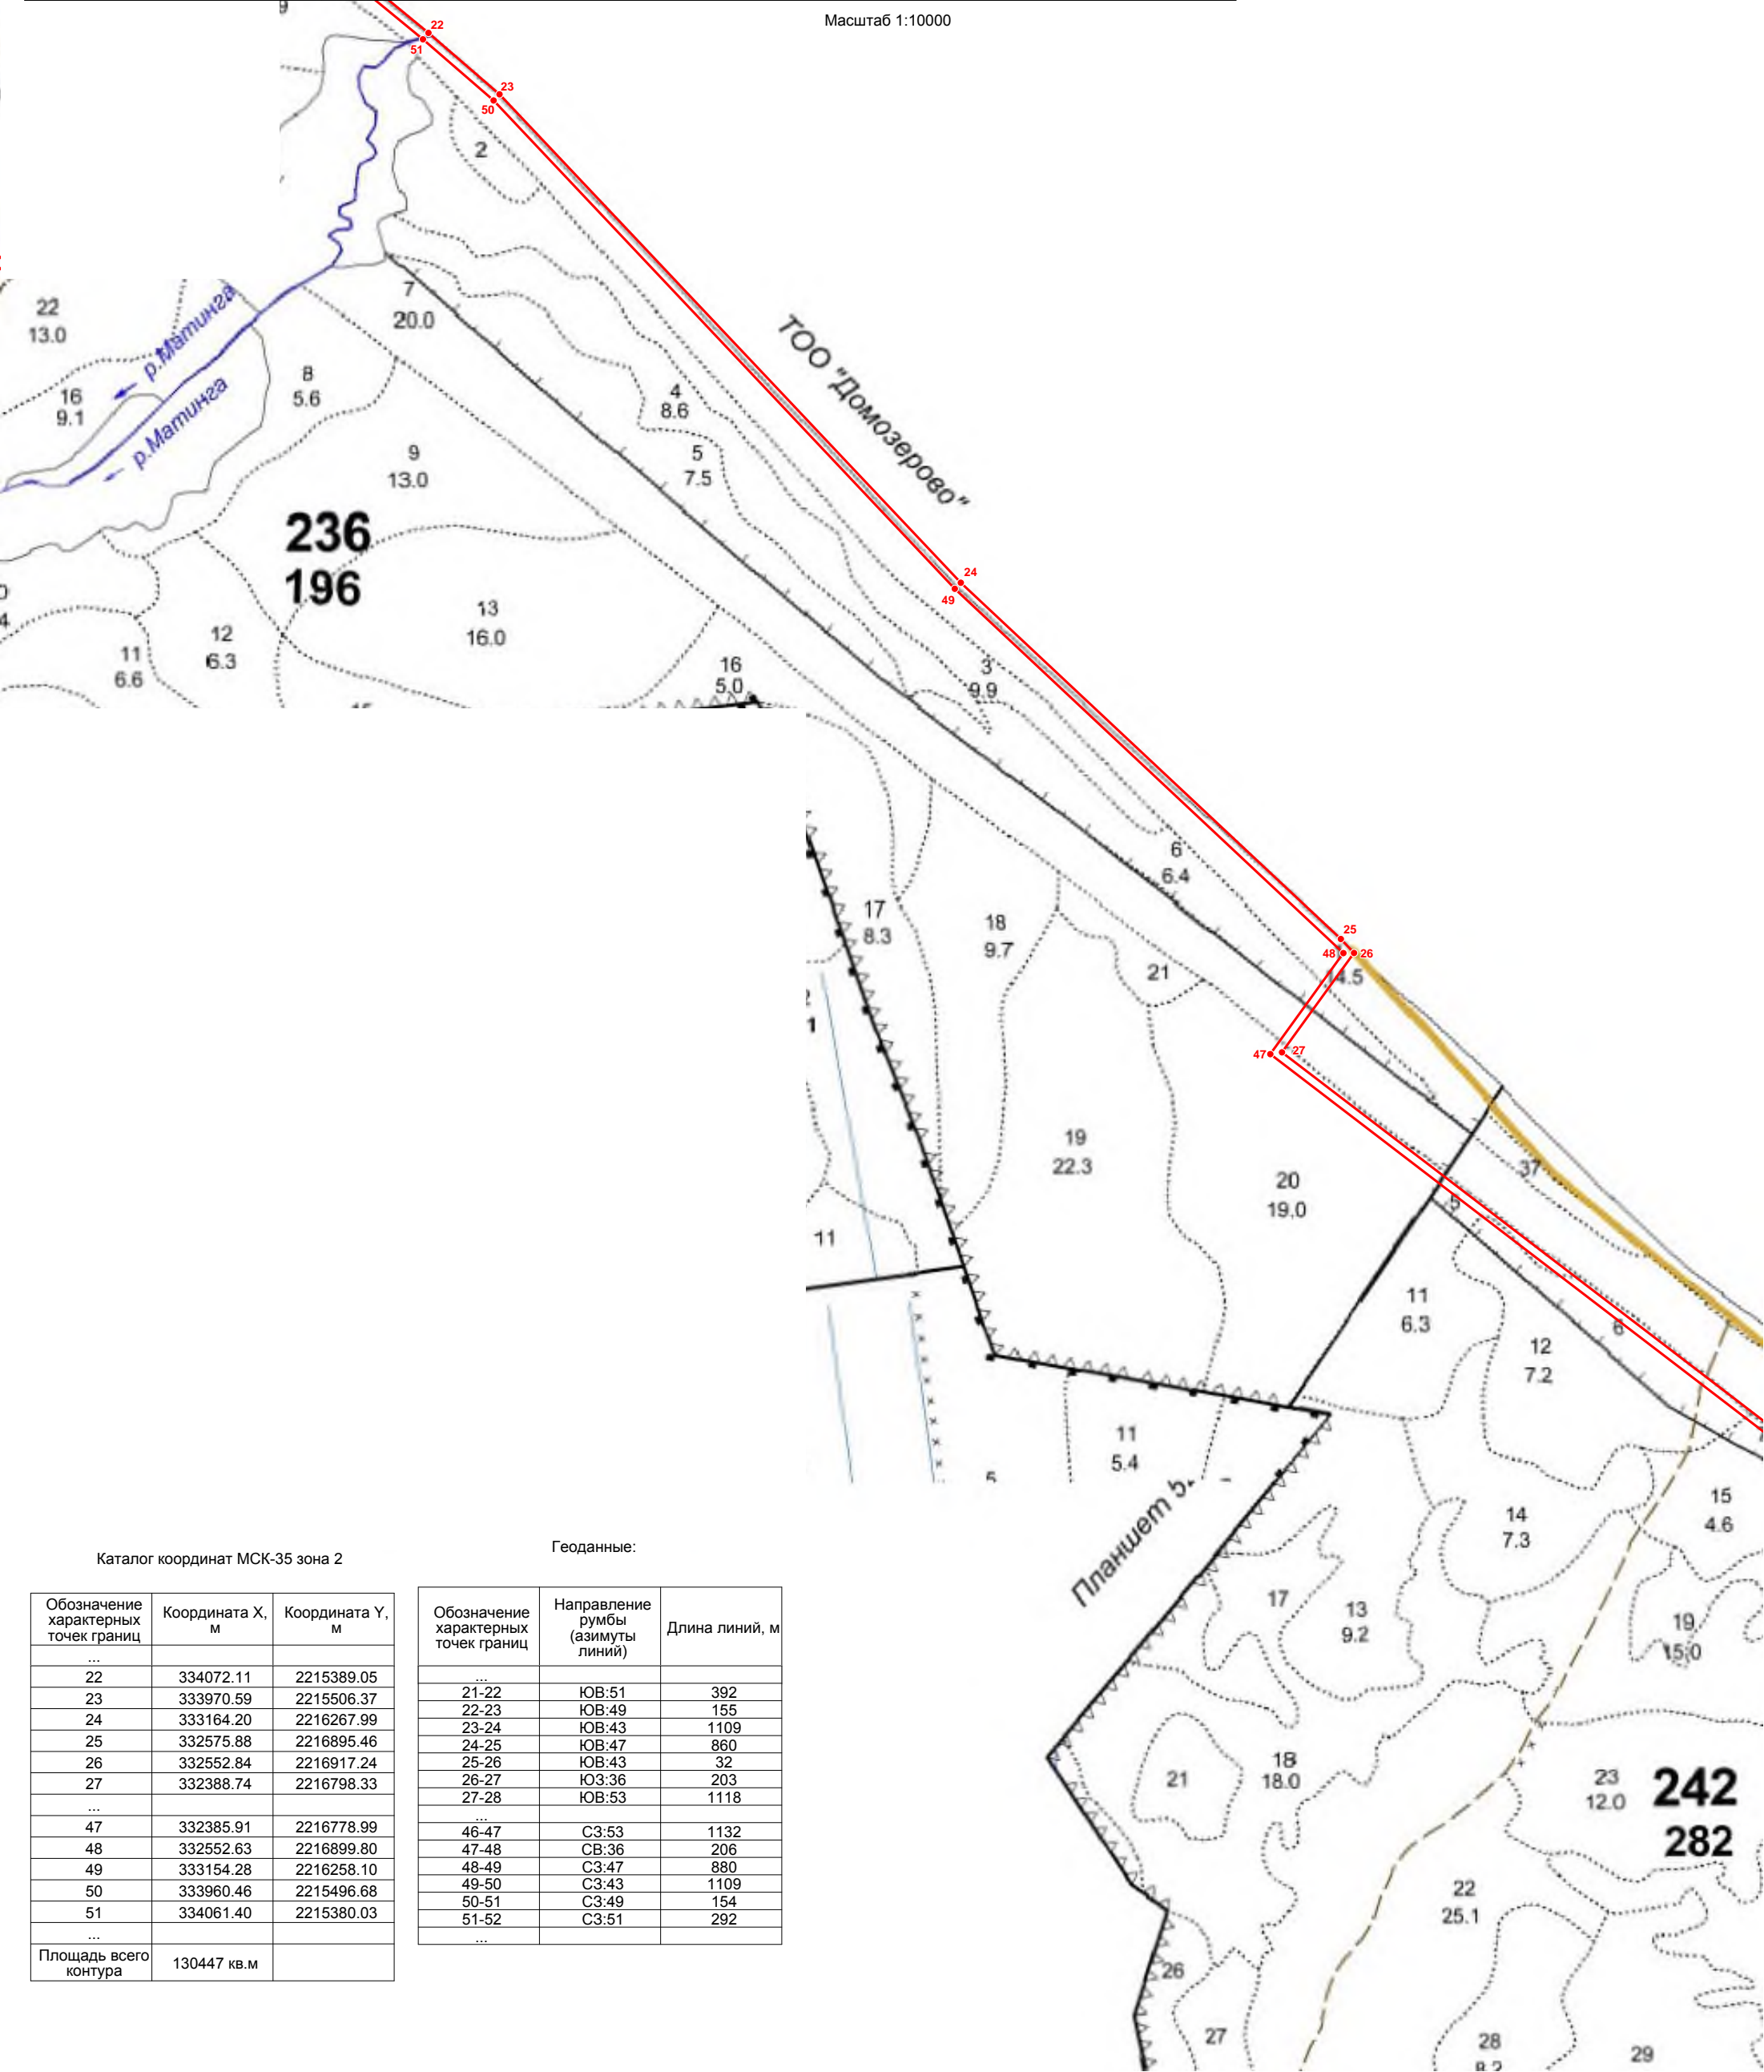 Масштаб 1:10000
22
51
23
50
2
7
20.0
22
13.0
р.Матинга
16
9.1
р.Матинга
8
5.6
ТОО "Домозерово"
4
8.6
5
7.5
9
13.0
236
196
24
49
13
16.0
12
6.3
11
6.6
16
5.0
3
9.9
6
6.4
17
8.3
18
9.7
21
25
48
26
14.5
47
27
19
22.3
20
19.0
37
5
11
11
6.3
6
12
7.2
11
5.4
Планшет
15
4.6
14
7.3
17
13
9.2
19
15.0
18
18.0
21
23
12.0
242
282
22
25.1
26
27
28
8.2
29
Каталог координат МСК-35 зона 2
Обозначение характерных точек границ | Координата X, м | Координата Y, м
...
22 334072.11 2215389.05
23 333970.59 2215506.37
24 333164.20 2216267.99
25 332575.88 2216895.46
26 332552.84 2216917.24
27 332388.74 2216798.33
...
47 332385.91 2216778.99
48 332552.63 2216899.80
49 333154.28 2216258.10
50 333960.46 2215496.68
51 334061.40 2215380.03
...
Площадь всего контура 130447 кв.м
Геоданные:
Обозначение характерных точек границ | Направление румбы (азимуты линий) | Длина линий, м
...
21-22 ЮВ:51 392
22-23 ЮВ:49 155
23-24 ЮВ:43 1109
24-25 ЮВ:47 860
25-26 ЮВ:43 32
26-27 ЮЗ:36 203
27-28 ЮВ:53 1118
...
46-47 СЗ:53 1132
47-48 СВ:36 206
48-49 СЗ:47 880
49-50 СЗ:43 1109
50-51 СЗ:49 154
51-52 СЗ:51 292
...